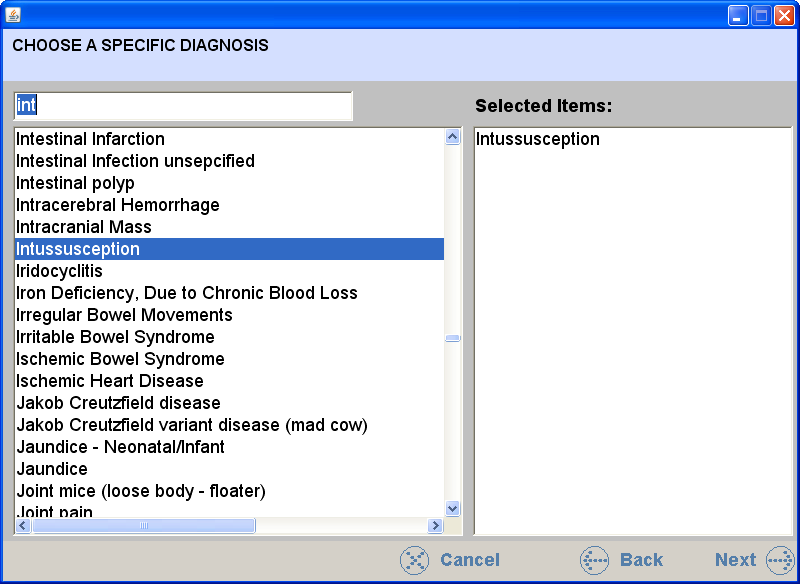 CHOOSE A SPECIFIC DIAGNOSIS
int
Selected Items:
Intestinal Infarction
Intestinal Infection unsepcified
Intestinal polyp
Intracerebral Hemorrhage
Intracranial Mass
Intussusception
Iridocyclitis
Iron Deficiency, Due to Chronic Blood Loss
Irregular Bowel Movements
Irritable Bowel Syndrome
Ischemic Bowel Syndrome
Ischemic Heart Disease
Jakob Creutzfield disease
Jakob Creutzfield variant disease (mad cow)
Jaundice - Neonatal/Infant
Jaundice
Joint mice (loose body - floater)
Joint pain
Intussusception
Cancel
Back
Next